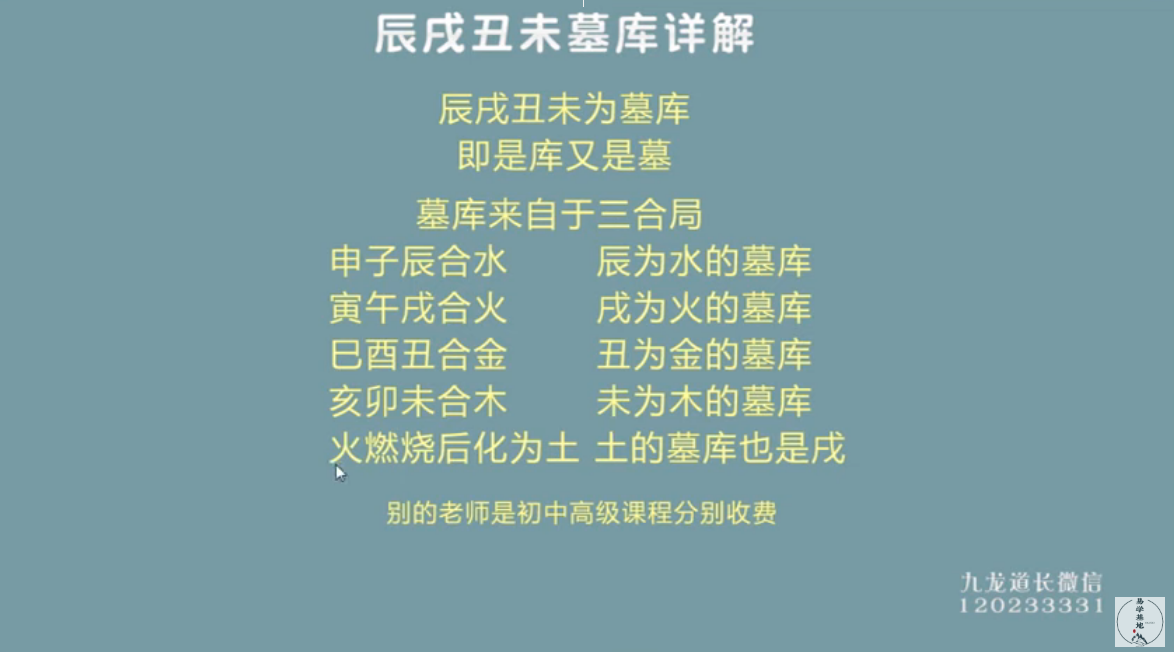 辰戌丑未墓库详解
辰戌丑未为墓库
即是库又是墓
墓库来自于三合局
申子辰合水 辰为水的墓库
寅午戌合火 戌为火的墓库
巳酉丑合金 丑为金的墓库
亥卯未合木 未为木的墓库
火燃烧后化为土 土的墓库也是戌
别的老师是初中高级课程分别收费
九龙道长微信
120233331
易学基地